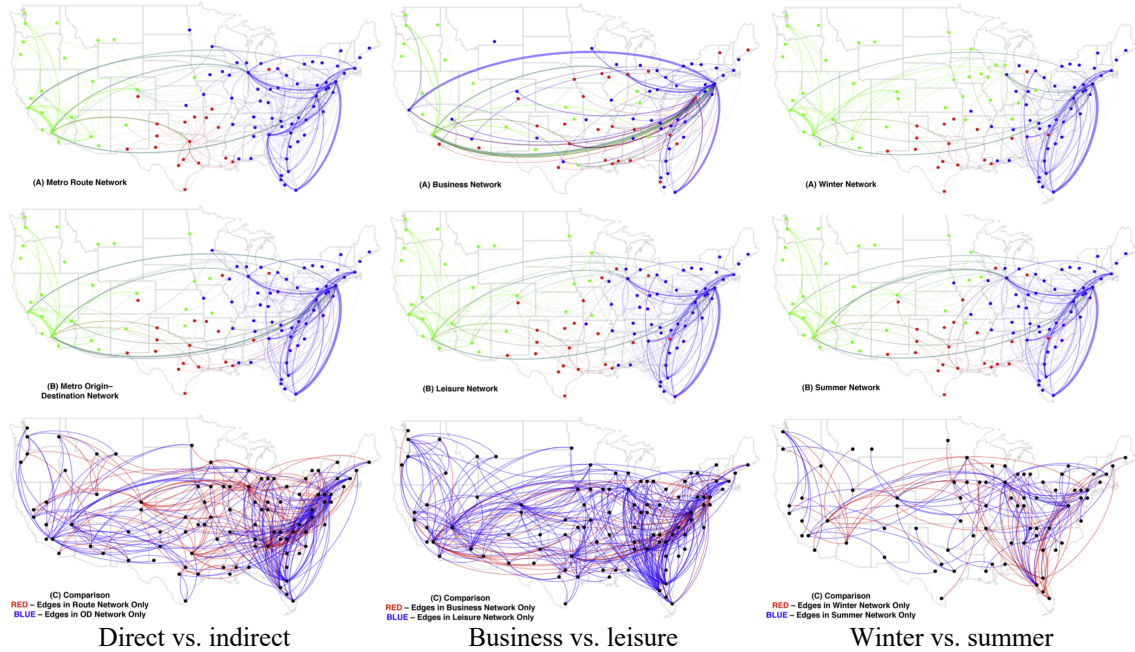 (A) Metro Route Network
(A) Business Network
(A) Winter Network
(B) Metro Origin–
Destination Network
(B) Leisure Network
(B) Summer Network
(C) Comparison
RED – Edges in Route Network Only
BLUE – Edges in OD Network Only
(C) Comparison
RED – Edges in Business Network Only
BLUE – Edges in Leisure Network Only
(C) Comparison
RED – Edges in Winter Network Only
BLUE – Edges in Summer Network Only
Direct vs. indirect
Business vs. leisure
Winter vs. summer